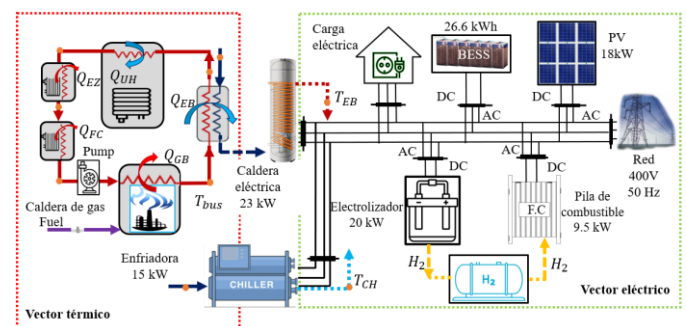 Carga
eléctrica
26.6 kWh
BESS
PV
18kW
DC
AC
DC
AC
Red
400V
50 Hz
Q_EZ
Q_UH
Q_EB
T_EB
Q_FC
Pump
Q_GB
T_bus
Caldera
eléctrica
23 kW
Caldera de gas
Fuel
AC
DC
AC
DC
Electrolizador
20 kW
F.C
Pila de
combustible
9.5 kW
H_2
H_2
H_2
Enfriadora
15 kW
CHILLER
T_CH
Vector térmico
Vector eléctrico